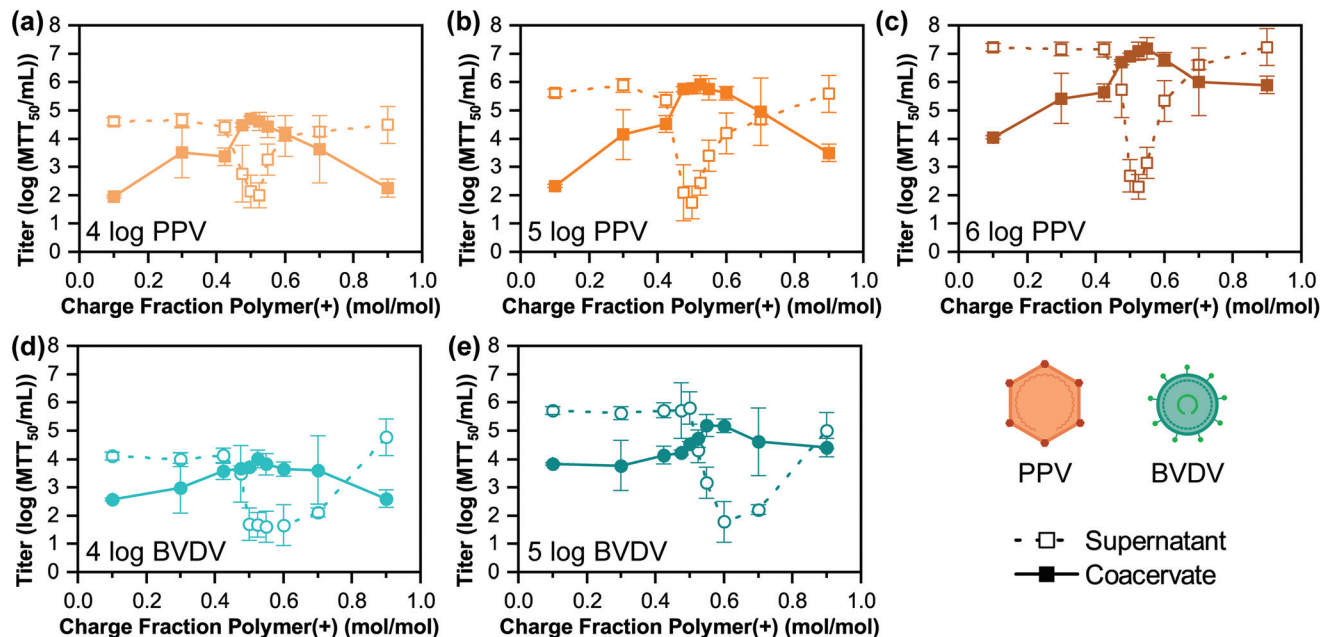 (a)
8
7
6
5
4
3
2
1
0
Titer (log (MTT50/mL))
4 log PPV
0.0 0.2 0.4 0.6 0.8 1.0
Charge Fraction Polymer(+) (mol/mol)
(b)
8
7
6
5
4
3
2
1
0
Titer (log (MTT50/mL))
5 log PPV
0.0 0.2 0.4 0.6 0.8 1.0
Charge Fraction Polymer(+) (mol/mol)
(c)
8
7
6
5
4
3
2
1
0
Titer (log (MTT50/mL))
6 log PPV
0.0 0.2 0.4 0.6 0.8 1.0
Charge Fraction Polymer(+) (mol/mol)
(d)
8
7
6
5
4
3
2
1
0
Titer (log (MTT50/mL))
4 log BVDV
0.0 0.2 0.4 0.6 0.8 1.0
Charge Fraction Polymer(+) (mol/mol)
(e)
8
7
6
5
4
3
2
1
0
Titer (log (MTT50/mL))
5 log BVDV
0.0 0.2 0.4 0.6 0.8 1.0
Charge Fraction Polymer(+) (mol/mol)
PPV BVDV
Supernatant
Coacervate